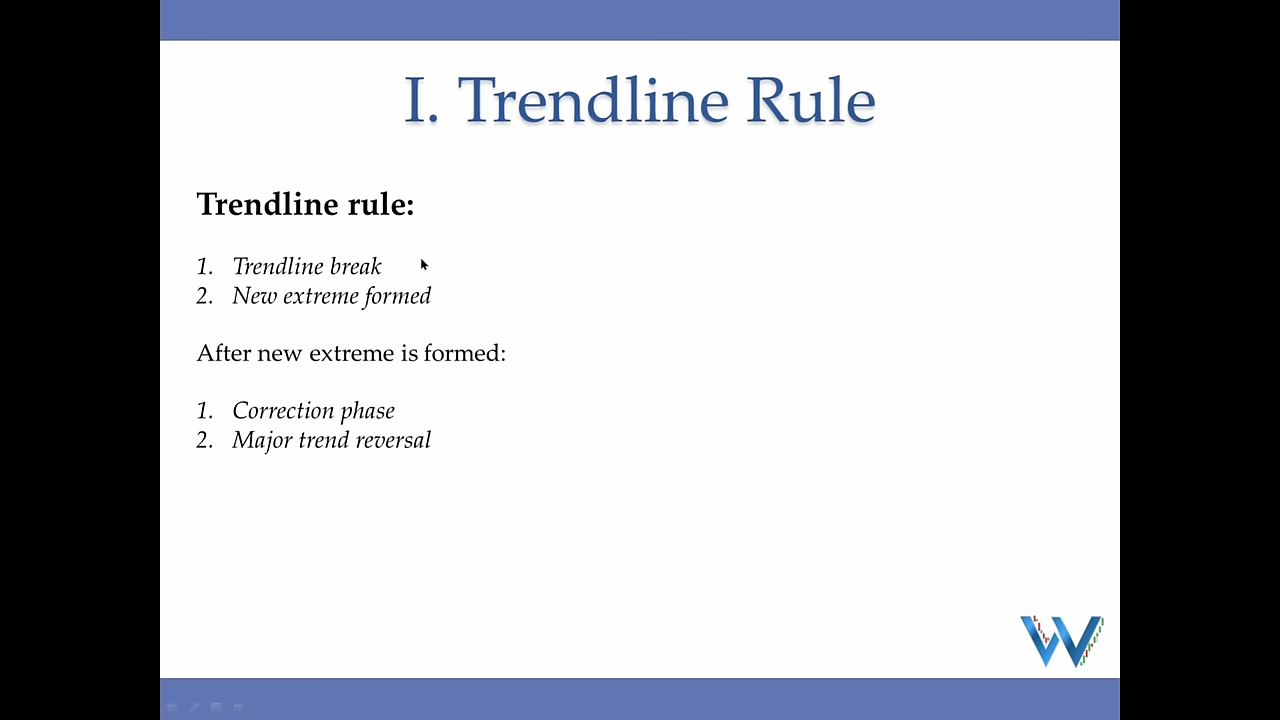 I. Trendline Rule
Trendline rule:
1. Trendline break
2. New extreme formed
After new extreme is formed:
1. Correction phase
2. Major trend reversal
W